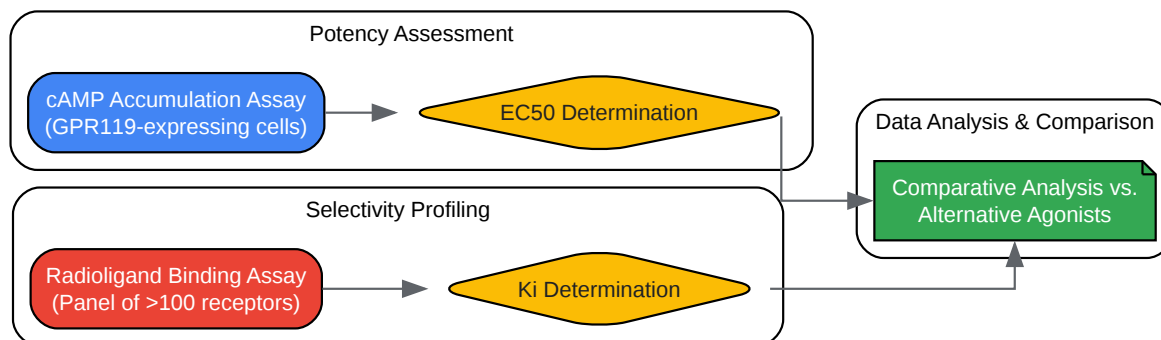 Potency Assessment
cAMP Accumulation Assay
(GPR119-expressing cells)
EC50 Determination
Data Analysis & Comparison
Comparative Analysis vs.
Alternative Agonists
Selectivity Profiling
Radioligand Binding Assay
(Panel of >100 receptors)
Ki Determination